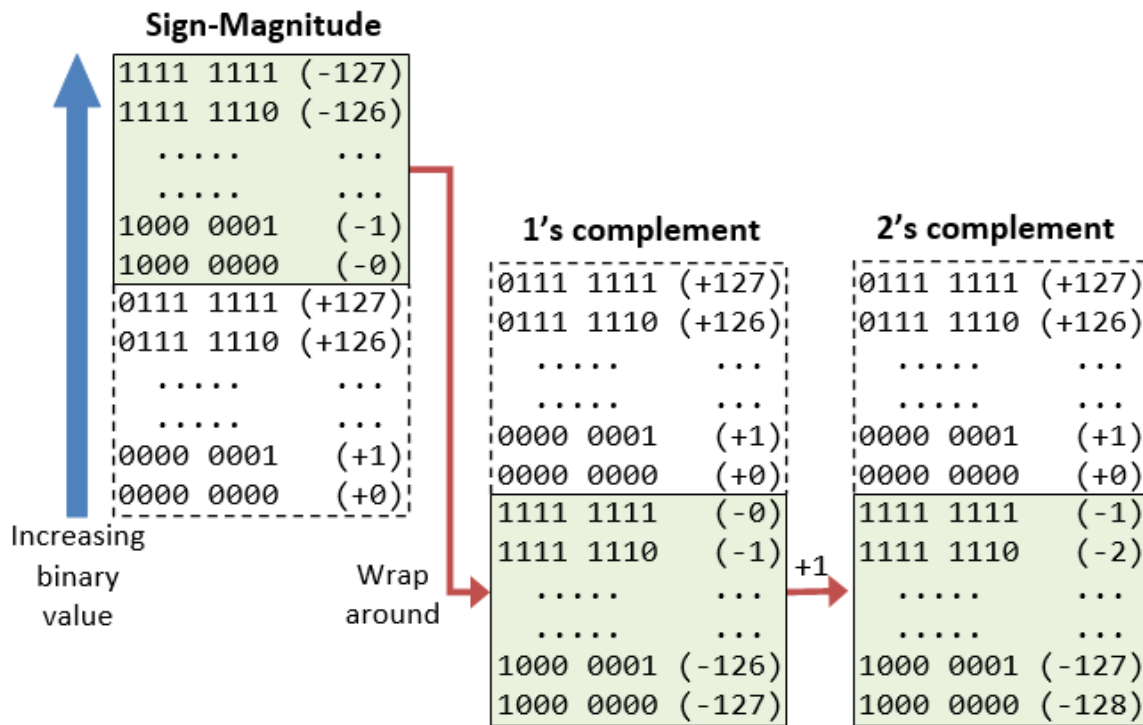 Sign-Magnitude
1111 1111 (-127)
1111 1110 (-126)
..... ...
..... ...
1000 0001 (-1)
1000 0000 (-0)
0111 1111 (+127)
0111 1110 (+126)
..... ...
..... ...
0000 0001 (+1)
0000 0000 (+0)
Increasing
binary
value
Wrap
around
1's complement
0111 1111 (+127)
0111 1110 (+126)
..... ...
..... ...
0000 0001 (+1)
0000 0000 (+0)
1111 1111 (-0)
1111 1110 (-1)
..... ...
..... ...
1000 0001 (-126)
1000 0000 (-127)
+1
2's complement
0111 1111 (+127)
0111 1110 (+126)
..... ...
..... ...
0000 0001 (+1)
0000 0000 (+0)
1111 1111 (-1)
1111 1110 (-2)
..... ...
..... ...
1000 0001 (-127)
1000 0000 (-128)